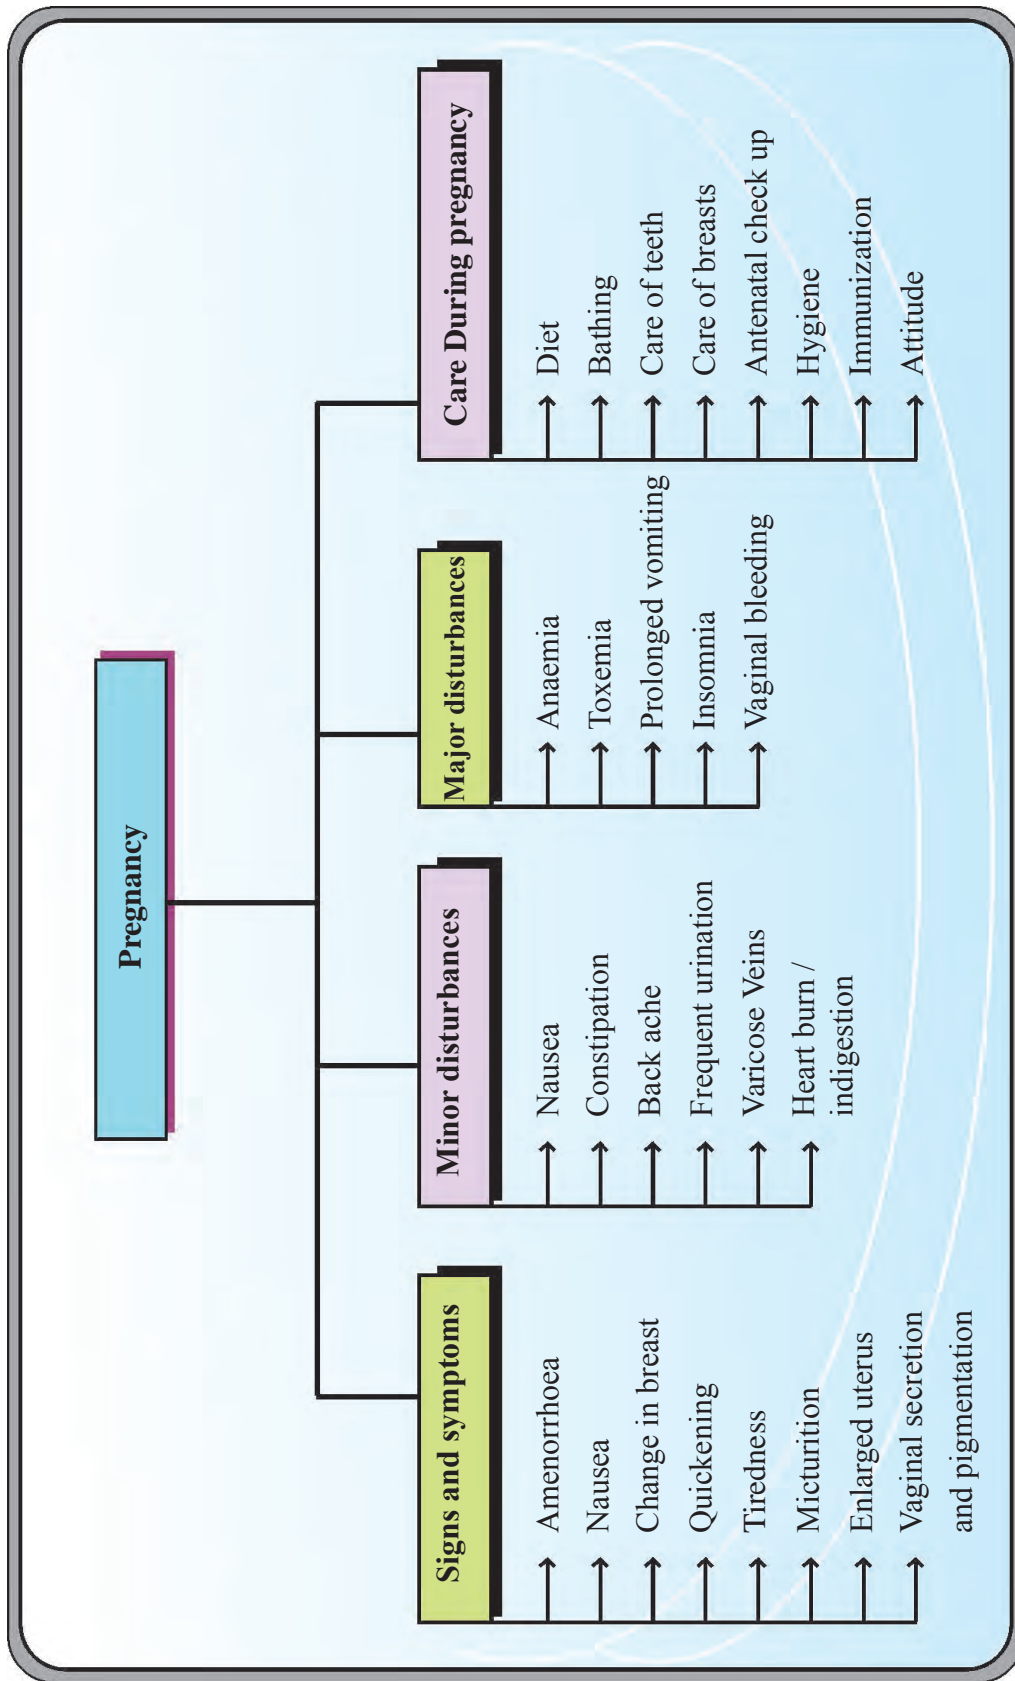 Pregnancy
Signs and symptoms
Amenorrhoea
Nausea
Change in breast
Quickening
Tiredness
Micturition
Enlarged uterus
Vaginal secretion
and pigmentation
Minor disturbances
Nausea
Constipation
Back ache
Frequent urination
Varicose Veins
Heart burn /
indigestion
Major disturbances
Anaemia
Toxemia
Prolonged vomiting
Insomnia
Vaginal bleeding
Care During pregnancy
Diet
Bathing
Care of teeth
Care of breasts
Antenatal check up
Hygiene
Immunization
Attitude